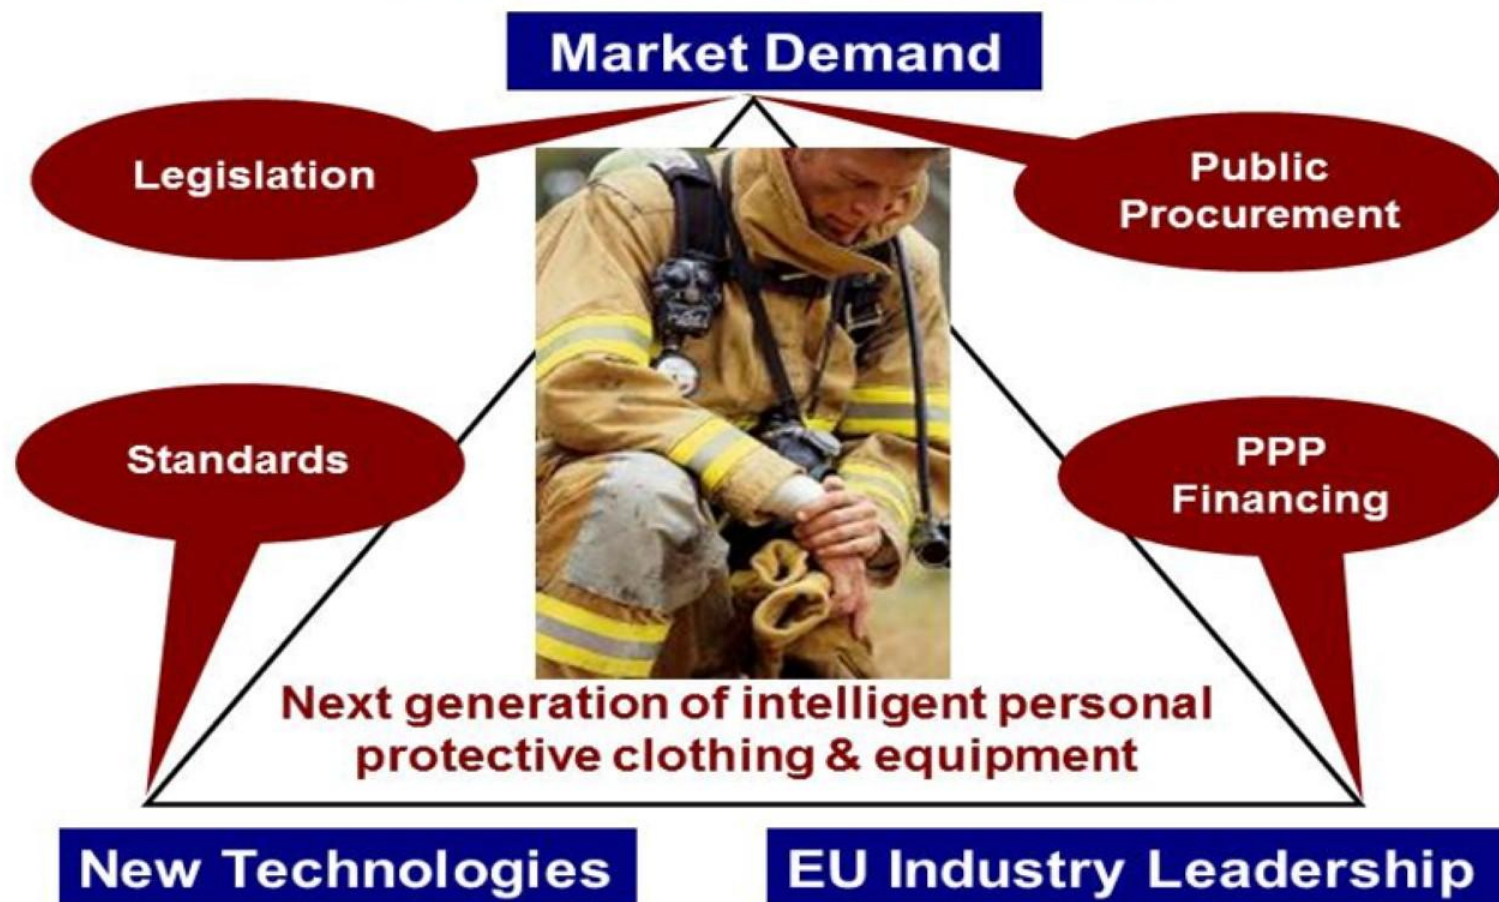 Market Demand
Legislation
Public
Procurement
Standards
PPP
Financing
Next generation of intelligent personal
protective clothing & equipment
New Technologies
EU Industry Leadership